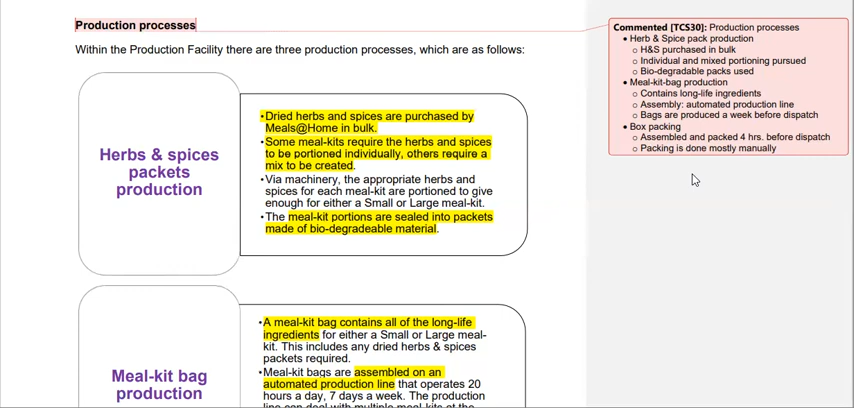 Production processes
Within the Production Facility there are three production processes, which are as follows:
Herbs & spices
packets
production
•Dried herbs and spices are purchased by
Meals@Home in bulk.
•Some meal-kits require the herbs and spices
to be portioned individually, others require a
mix to be created.
•Via machinery, the appropriate herbs and
spices for each meal-kit are portioned to give
enough for either a Small or Large meal-kit.
•The meal-kit portions are sealed into packets
made of bio-degradeable material.
Meal-kit bag
production
•A meal-kit bag contains all of the long-life
ingredients for either a Small or Large meal-
kit. This includes any dried herbs & spices
packets required.
•Meal-kit bags are assembled on an
automated production line that operates 20
hours a day, 7 days a week. The production
line can deal with multiple meal-kits at the
Commented [TCS30]: Production processes
• Herb & Spice pack production
o H&S purchased in bulk
o Individual and mixed portioning pursued
o Bio-degradable packs used
• Meal-kit-bag production
o Contains long-life ingredients
o Assembly: automated production line
o Bags are produced a week before dispatch
• Box packing
o Assembled and packed 4 hrs. before dispatch
o Packing is done mostly manually